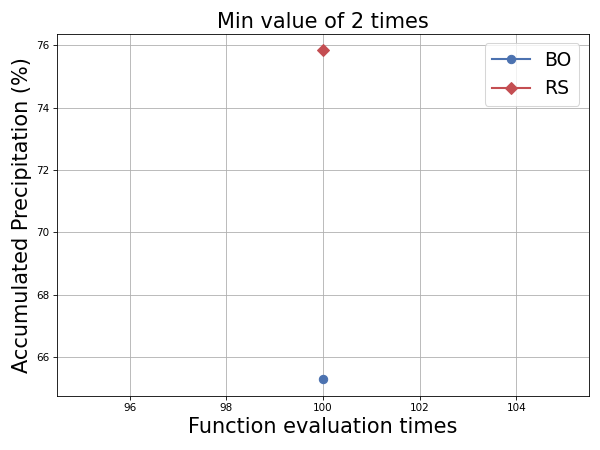 Min value of 2 times
Accumulated Precipitation (%)
76
74
72
70
68
66
BO
RS
96
98
100
102
104
Function evaluation times